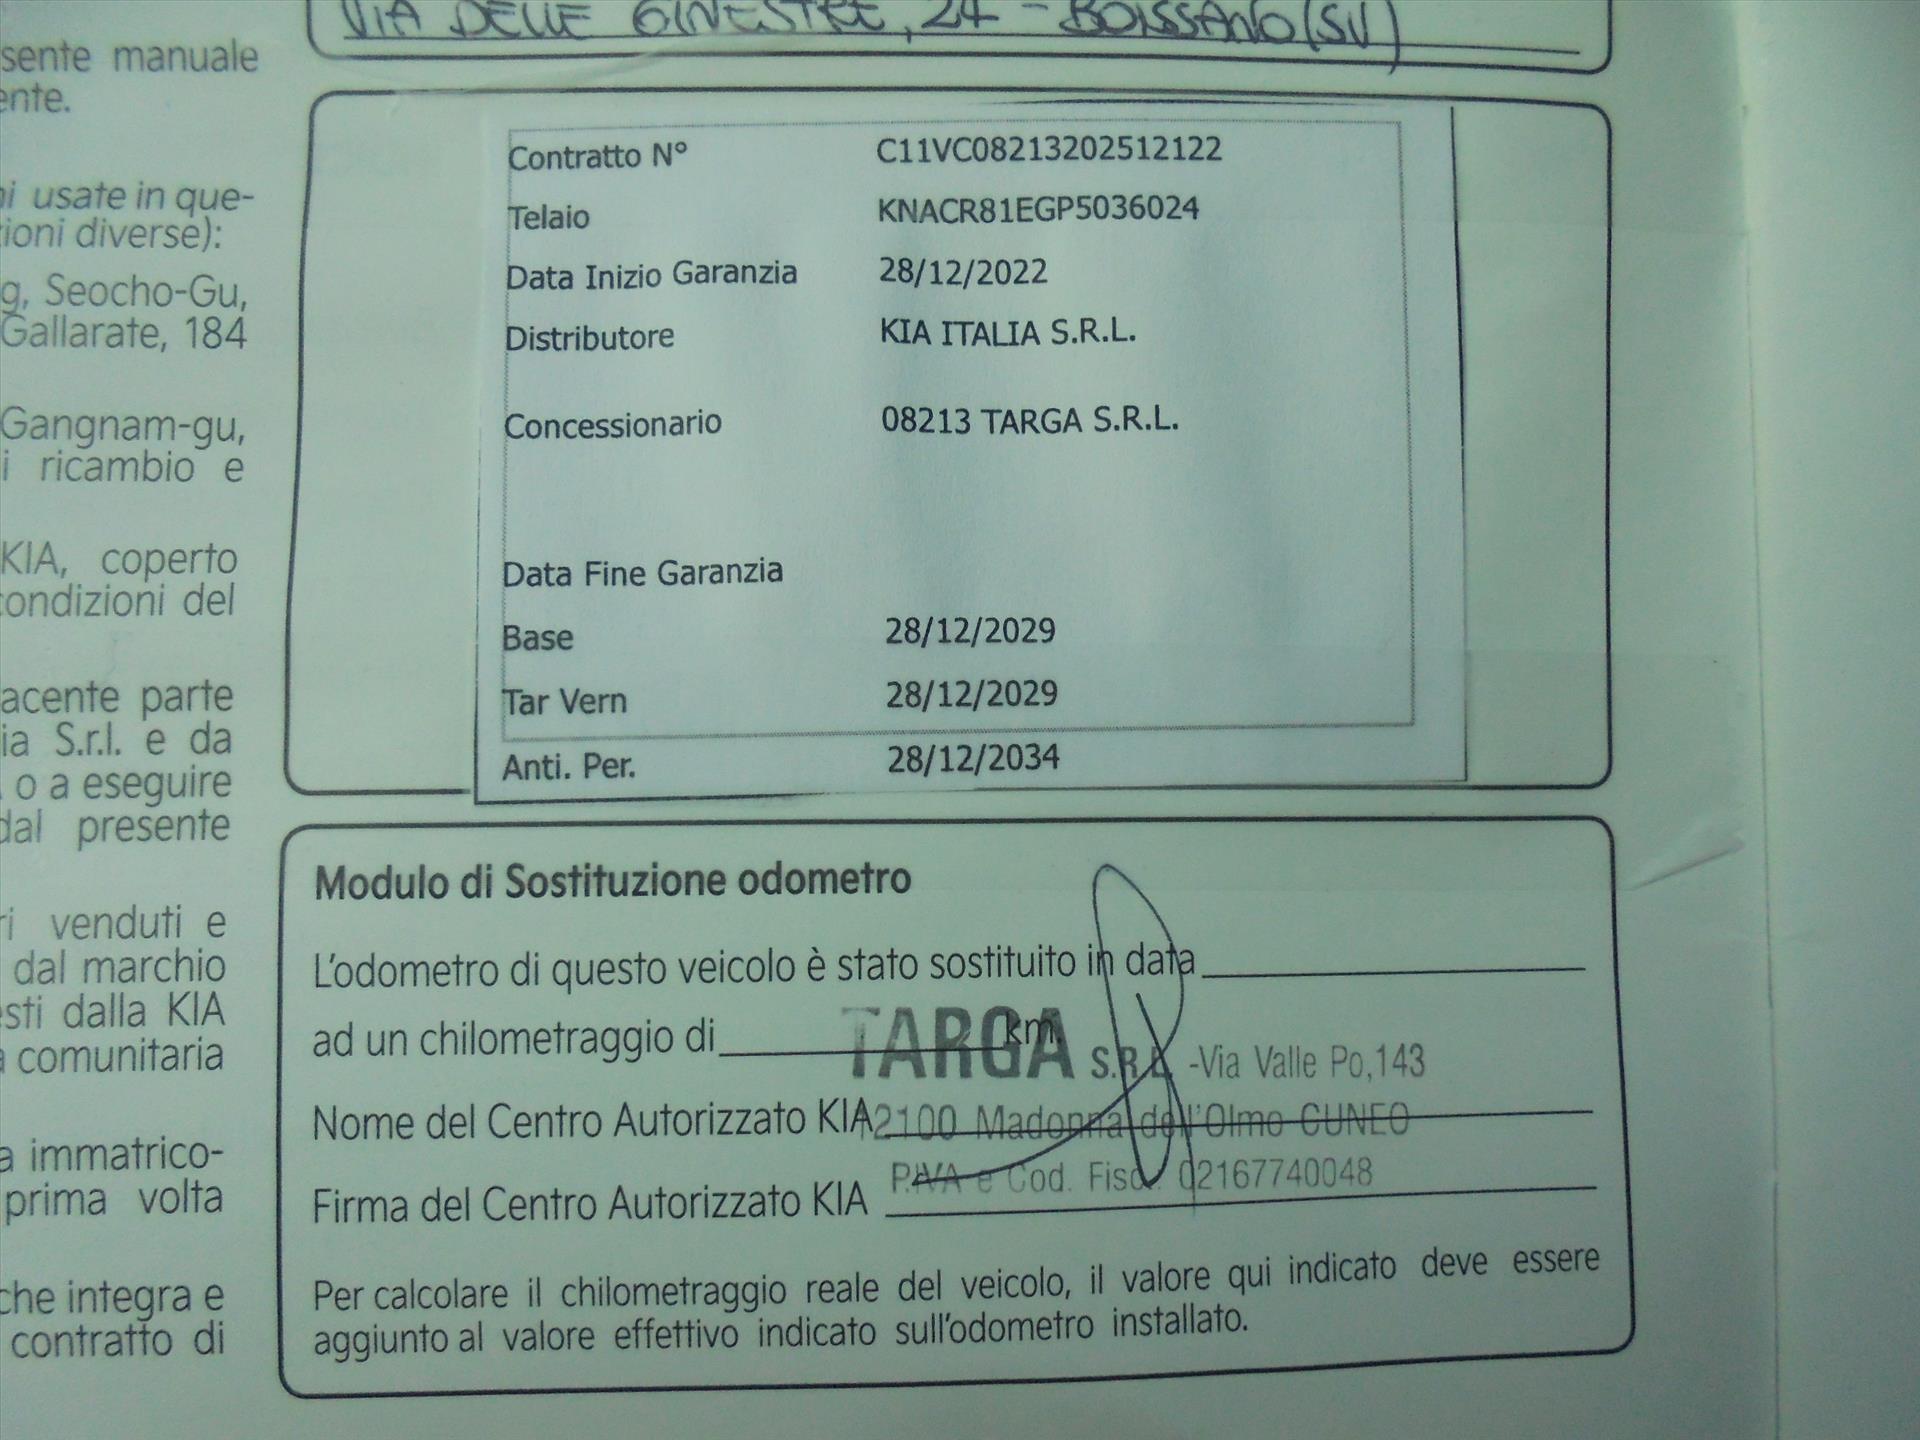 VIA DELLE GINESTRE, 24 - BOISSANO (SV)
sente manuale
ente.
ni usate in que-
ioni diverse):
g, Seocho-Gu,
Gallarate, 184
Gangnam-gu,
i ricambio e
KIA, coperto
condizioni del
acente parte
ia S.r.l. e da
o a eseguire
dal presente
ri venduti e
dal marchio
esti dalla KIA
a comunitaria
a immatrico-
prima volta
che integra e
contratto di
Contratto N° C11VC08213202512122
Telaio KNACR81EGP5036024
Data Inizio Garanzia 28/12/2022
Distributore KIA ITALIA S.R.L.
Concessionario 08213 TARGA S.R.L.
Data Fine Garanzia
Base 28/12/2029
Tar Vern 28/12/2029
Anti. Per. 28/12/2034
Modulo di Sostituzione odometro
L'odometro di questo veicolo è stato sostituito in data
ad un chilometraggio di km.
TARGA S.R.L. -Via Valle Po,143
Nome del Centro Autorizzato KIA
12100 Madonna dell'Olmo CUNEO
P.IVA e Cod. Fisc. 02167740048
Firma del Centro Autorizzato KIA
Per calcolare il chilometraggio reale del veicolo, il valore qui indicato deve essere
aggiunto al valore effettivo indicato sull'odometro installato.